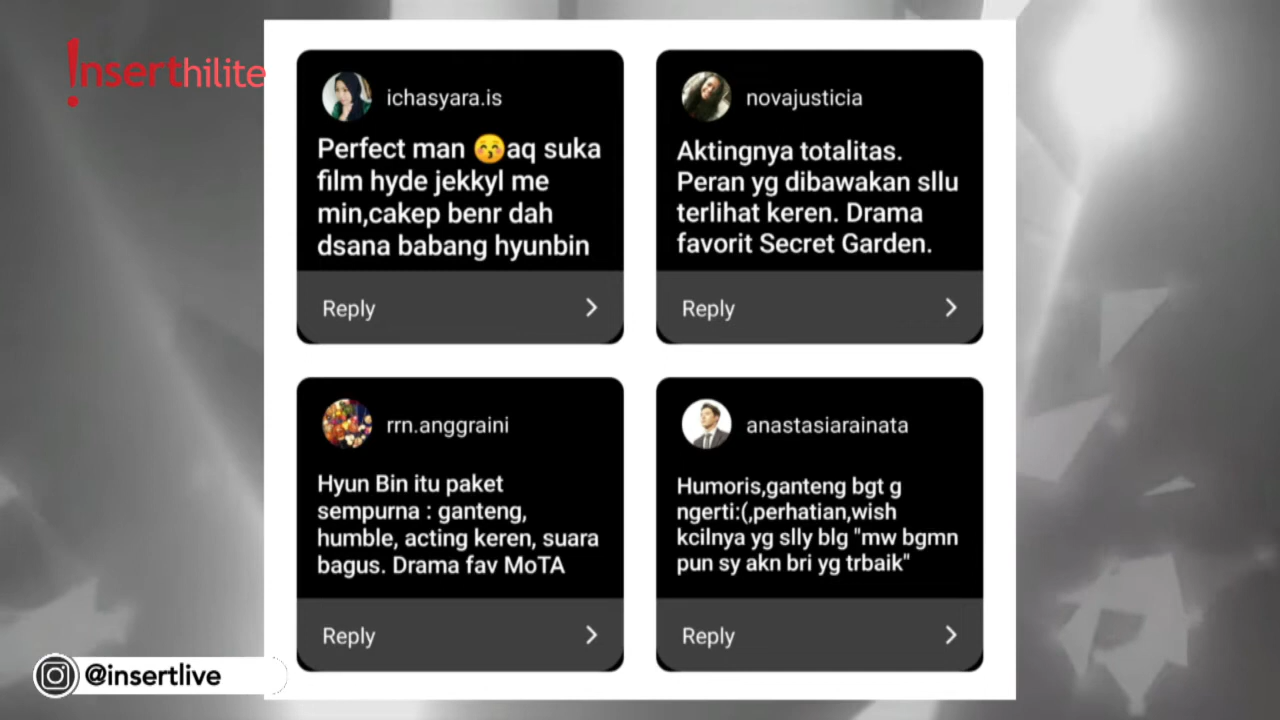 !nserthilite
ichasyara.is
Perfect man 😚aq suka
film hyde jekkyl me
min,cakep benr dah
dsana babang hyunbin
Reply
novajusticia
Aktingnya totalitas.
Peran yg dibawakan sllu
terlihat keren. Drama
favorit Secret Garden.
Reply
rrn.anggraini
Hyun Bin itu paket
sempurna : ganteng,
humble, acting keren, suara
bagus. Drama fav MoTA
Reply
anastasiarainata
Humoris,ganteng bgt g
ngerti:(,perhatian,wish
kcilnya yg slly blg "mw bgmn
pun sy akn bri yg trbaik"
Reply
@insertlive